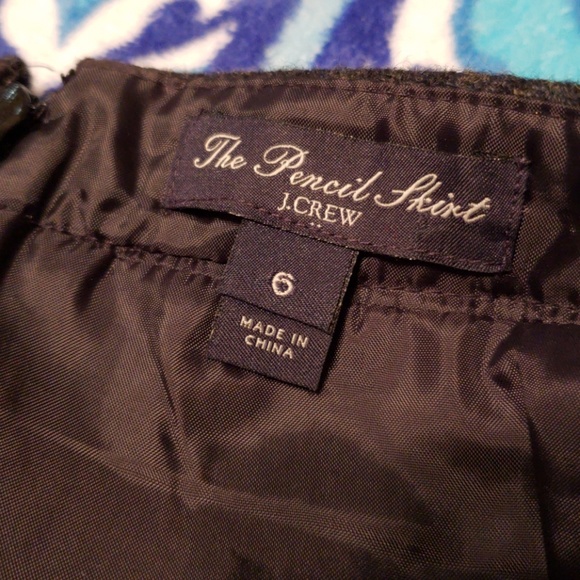 The Pencil Skirt
J.CREW
6
MADE IN
CHINA